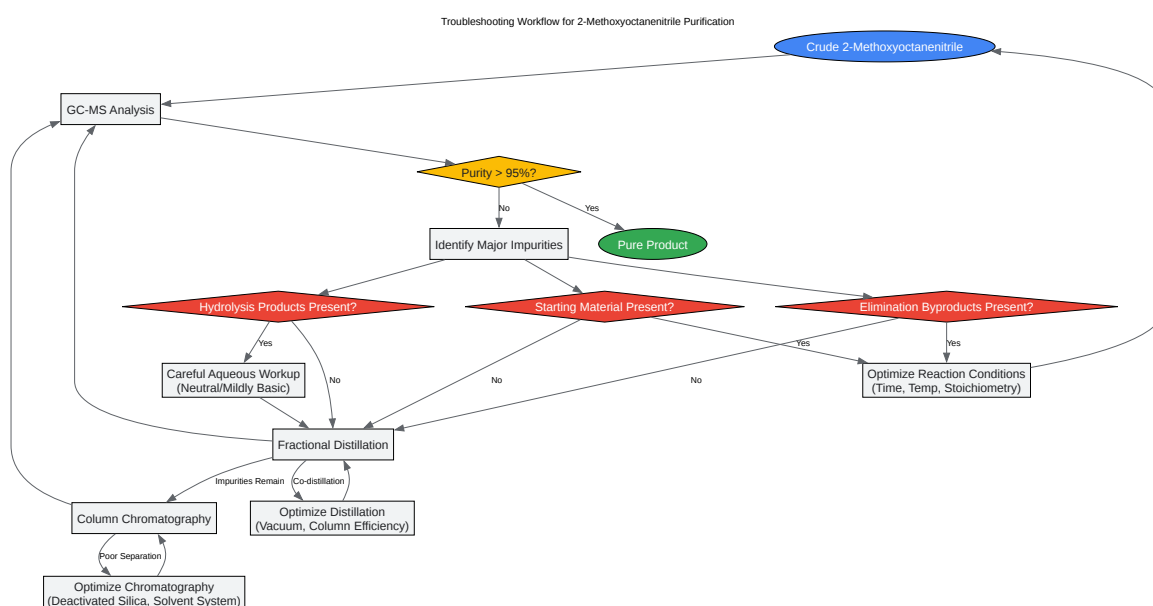 Troubleshooting Workflow for 2-Methoxyoctanenitrile Purification
Crude 2-Methoxyoctanenitrile
GC-MS Analysis
Purity > 95%?
No
Yes
Identify Major Impurities
Pure Product
Hydrolysis Products Present?
Starting Material Present?
Elimination Byproducts Present?
Yes
Yes
Yes
Careful Aqueous Workup
(Neutral/Mildly Basic)
No
No
No
Optimize Reaction Conditions
(Time, Temp, Stoichiometry)
Fractional Distillation
Impurities Remain
Co-distillation
Column Chromatography
Optimize Distillation
(Vacuum, Column Efficiency)
Poor Separation
Optimize Chromatography
(Deactivated Silica, Solvent System)